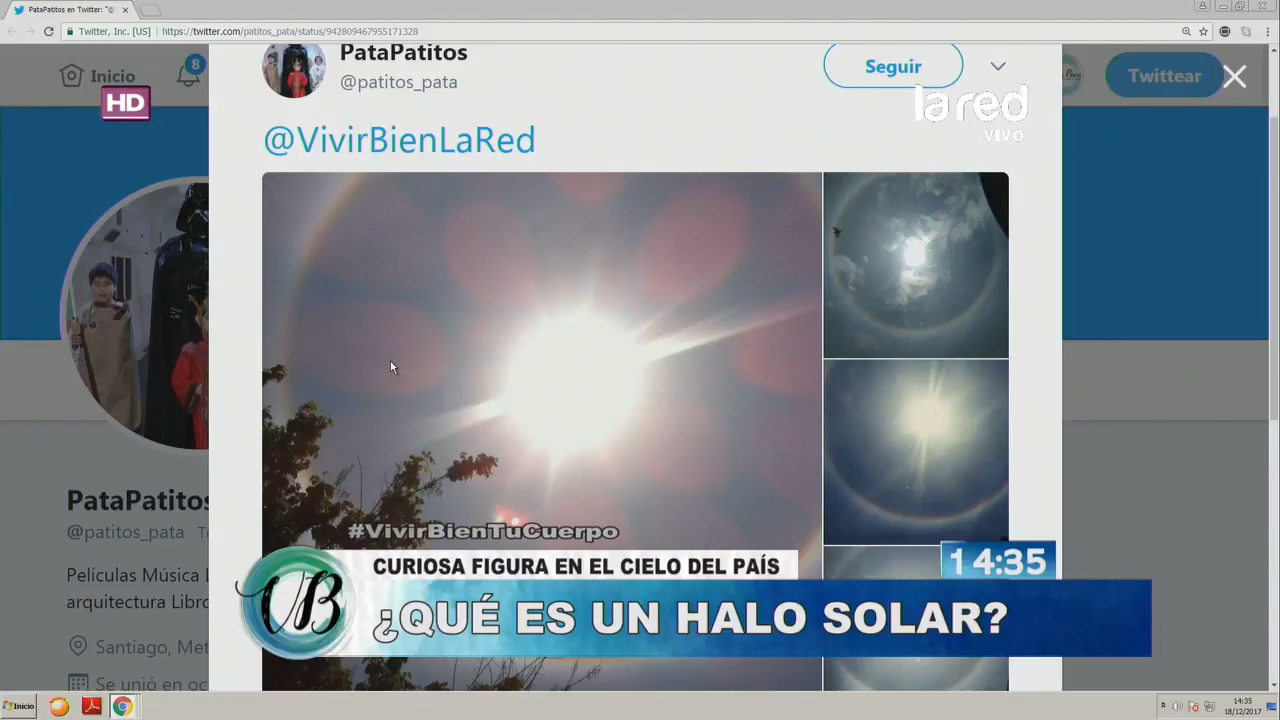 PataPatitos en Twitter: "@
Twitter, Inc. [US]
https://twitter.com/patitos_pata/status/942809467955171328
PataPatitos
@patitos_pata
Seguir
Inicio
8
Twittear
HD
la red
VIVO
@VivirBienLaRed
PataPatitos
@patitos_pata
Películas Música L
arquitectura Libro
Santiago, Met
Se unió en oc
#VivirBienTuCuerpo
CURIOSA FIGURA EN EL CIELO DEL PAÍS
14:35
VB
¿QUÉ ES UN HALO SOLAR?
Inicio
14:35
18/12/2017